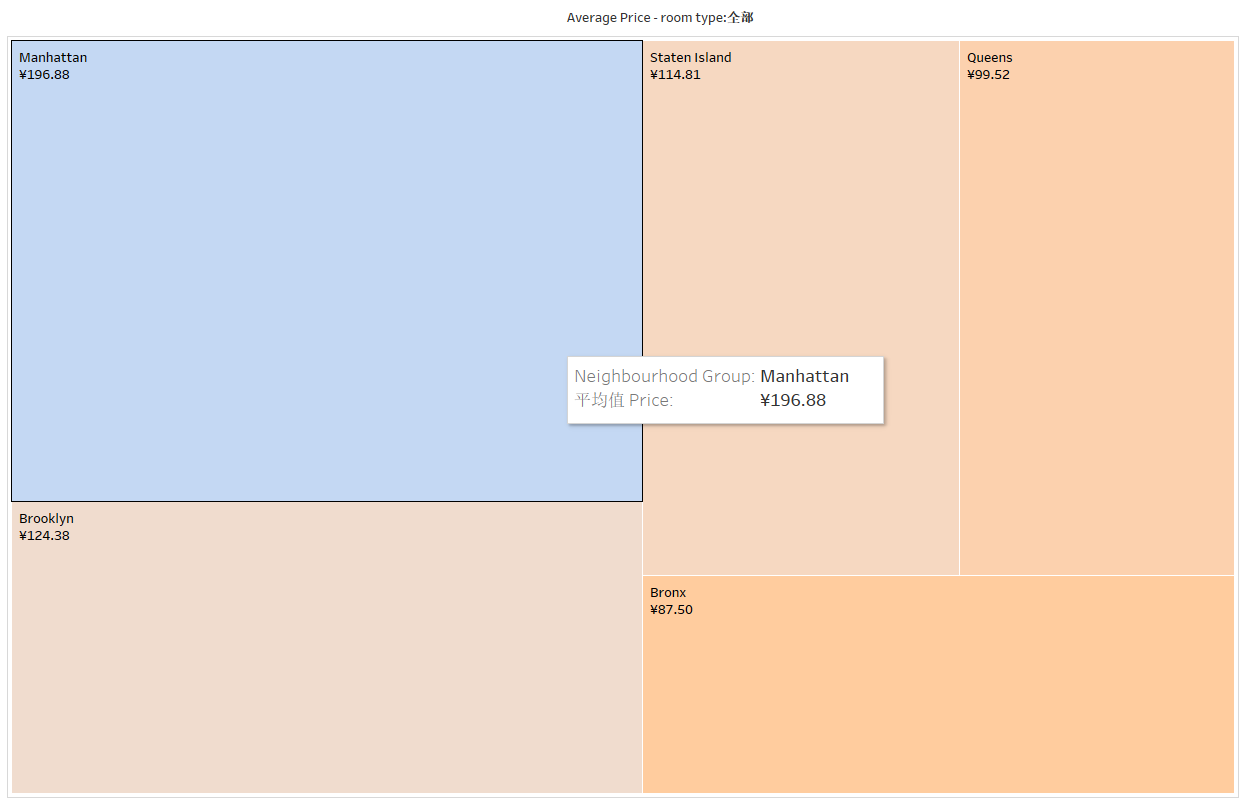 Average Price - room type:全部
Manhattan
¥196.88
Staten Island
¥114.81
Queens
¥99.52
Neighbourhood Group: Manhattan
平均值 Price: ¥196.88
Brooklyn
¥124.38
Bronx
¥87.50